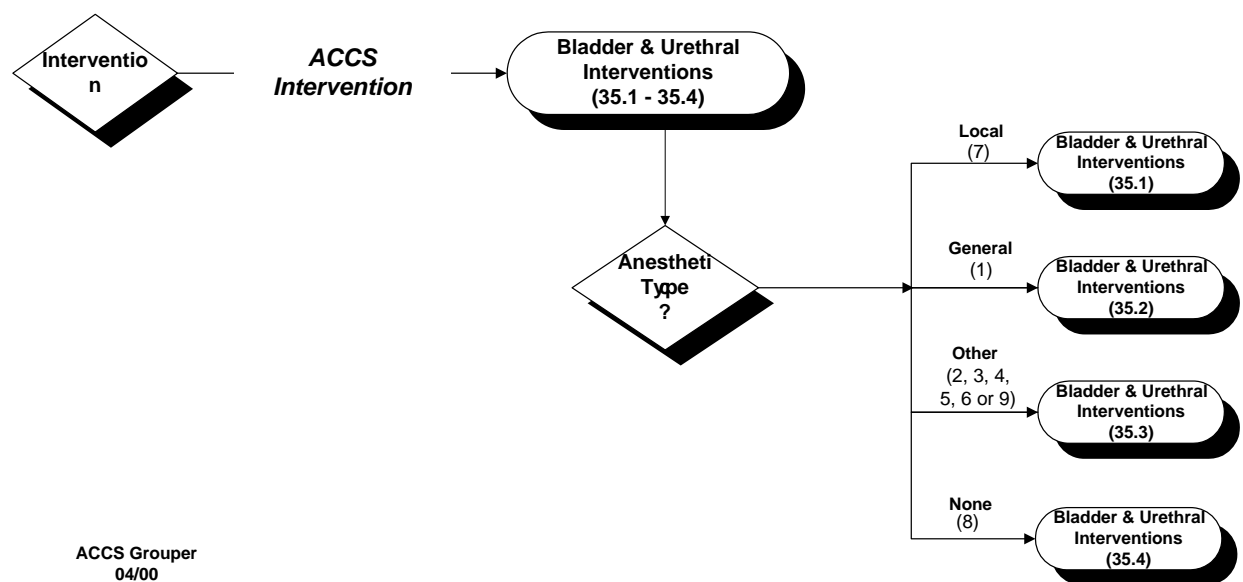 Interventio
n
ACCS
Intervention
Bladder & Urethral
Interventions
(35.1 - 35.4)
Anestheti
c
Type
?
Local
(7)
Bladder & Urethral
Interventions
(35.1)
General
(1)
Bladder & Urethral
Interventions
(35.2)
Other
(2, 3, 4,
5, 6 or 9)
Bladder & Urethral
Interventions
(35.3)
None
(8)
Bladder & Urethral
Interventions
(35.4)
ACCS Grouper
04/00